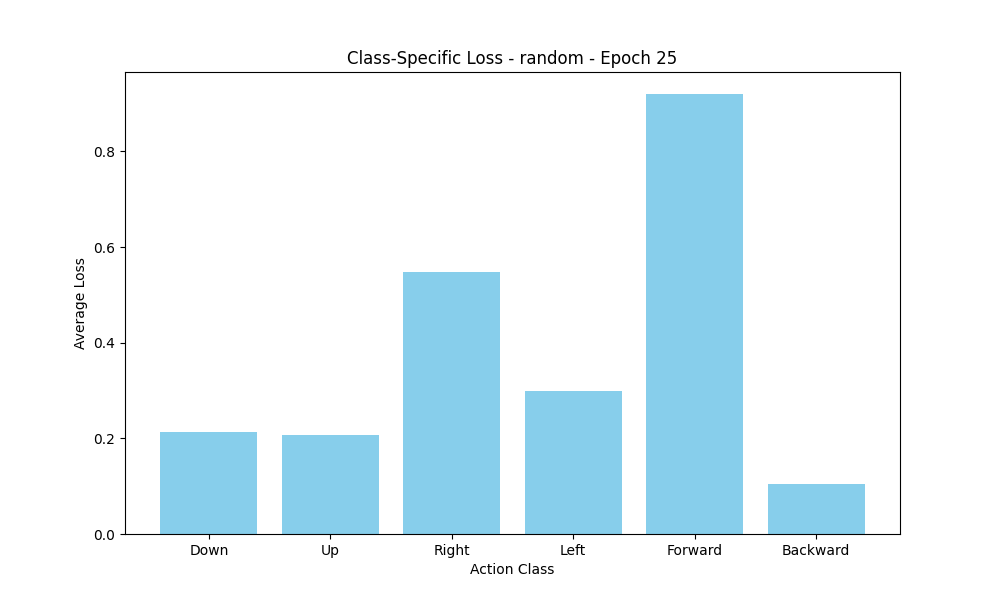 Class-Specific Loss - random - Epoch 25
Average Loss
0.8
0.6
0.4
0.2
0.0
Down Up Right Left Forward Backward
Action Class